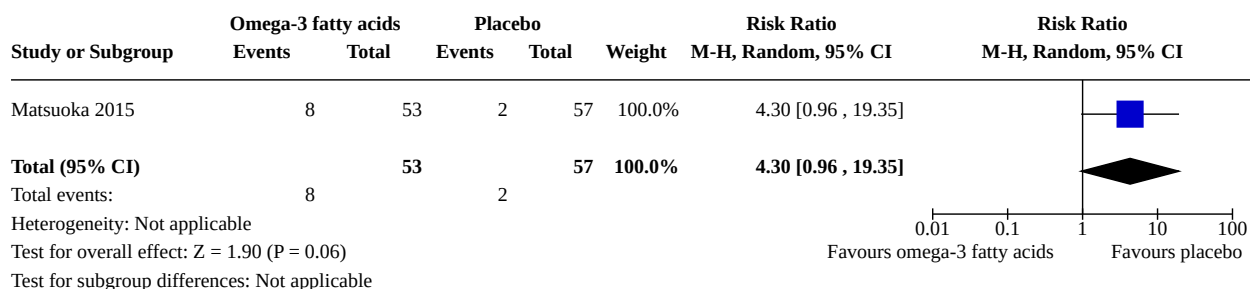 Omega-3 fatty acids Placebo Risk Ratio Risk Ratio
Study or Subgroup Events Total Events Total Weight M-H, Random, 95% CI M-H, Random, 95% CI
Matsuoka 2015 8 53 2 57 100.0% 4.30 [0.96 , 19.35]
Total (95% CI) 53 57 100.0% 4.30 [0.96 , 19.35]
Total events: 8 2
Heterogeneity: Not applicable
0.01 0.1 1 10 100
Test for overall effect: Z = 1.90 (P = 0.06)
Favours omega-3 fatty acids Favours placebo
Test for subgroup differences: Not applicable